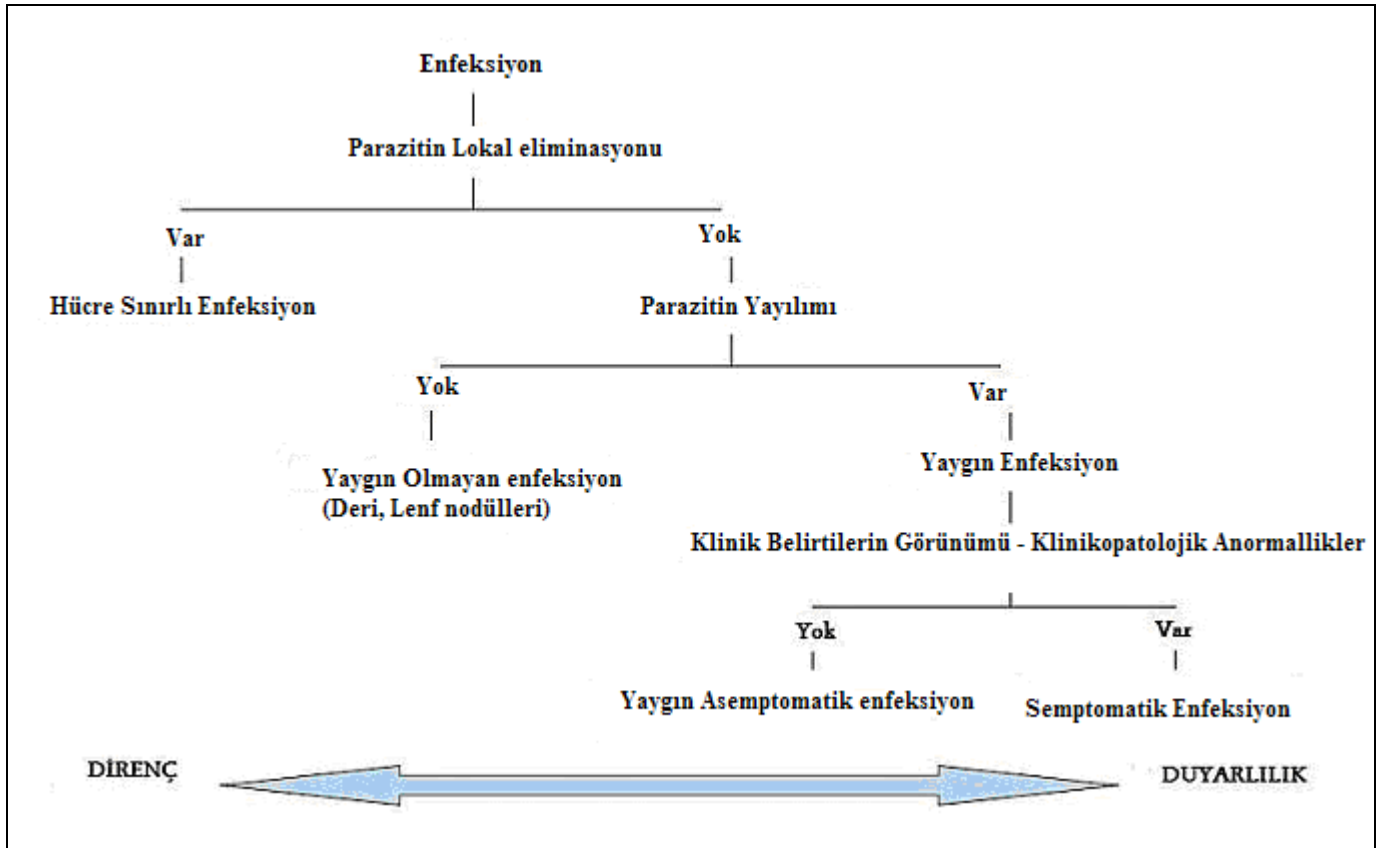 Enfeksiyon
Parazitin Lokal eliminasyonu
Var
Yok
Hücre Sınırlı Enfeksiyon
Parazitin Yayılımı
Yok
Var
Yaygın Olmayan enfeksiyon
(Deri, Lenf nodülleri)
Yaygın Enfeksiyon
Klinik Belirtilerin Görünümü - Klinikopatolojik Anormallikler
Yok
Var
Yaygın Asemptomatik enfeksiyon
Semptomatik Enfeksiyon
DİRENÇ
DUYARLILIK